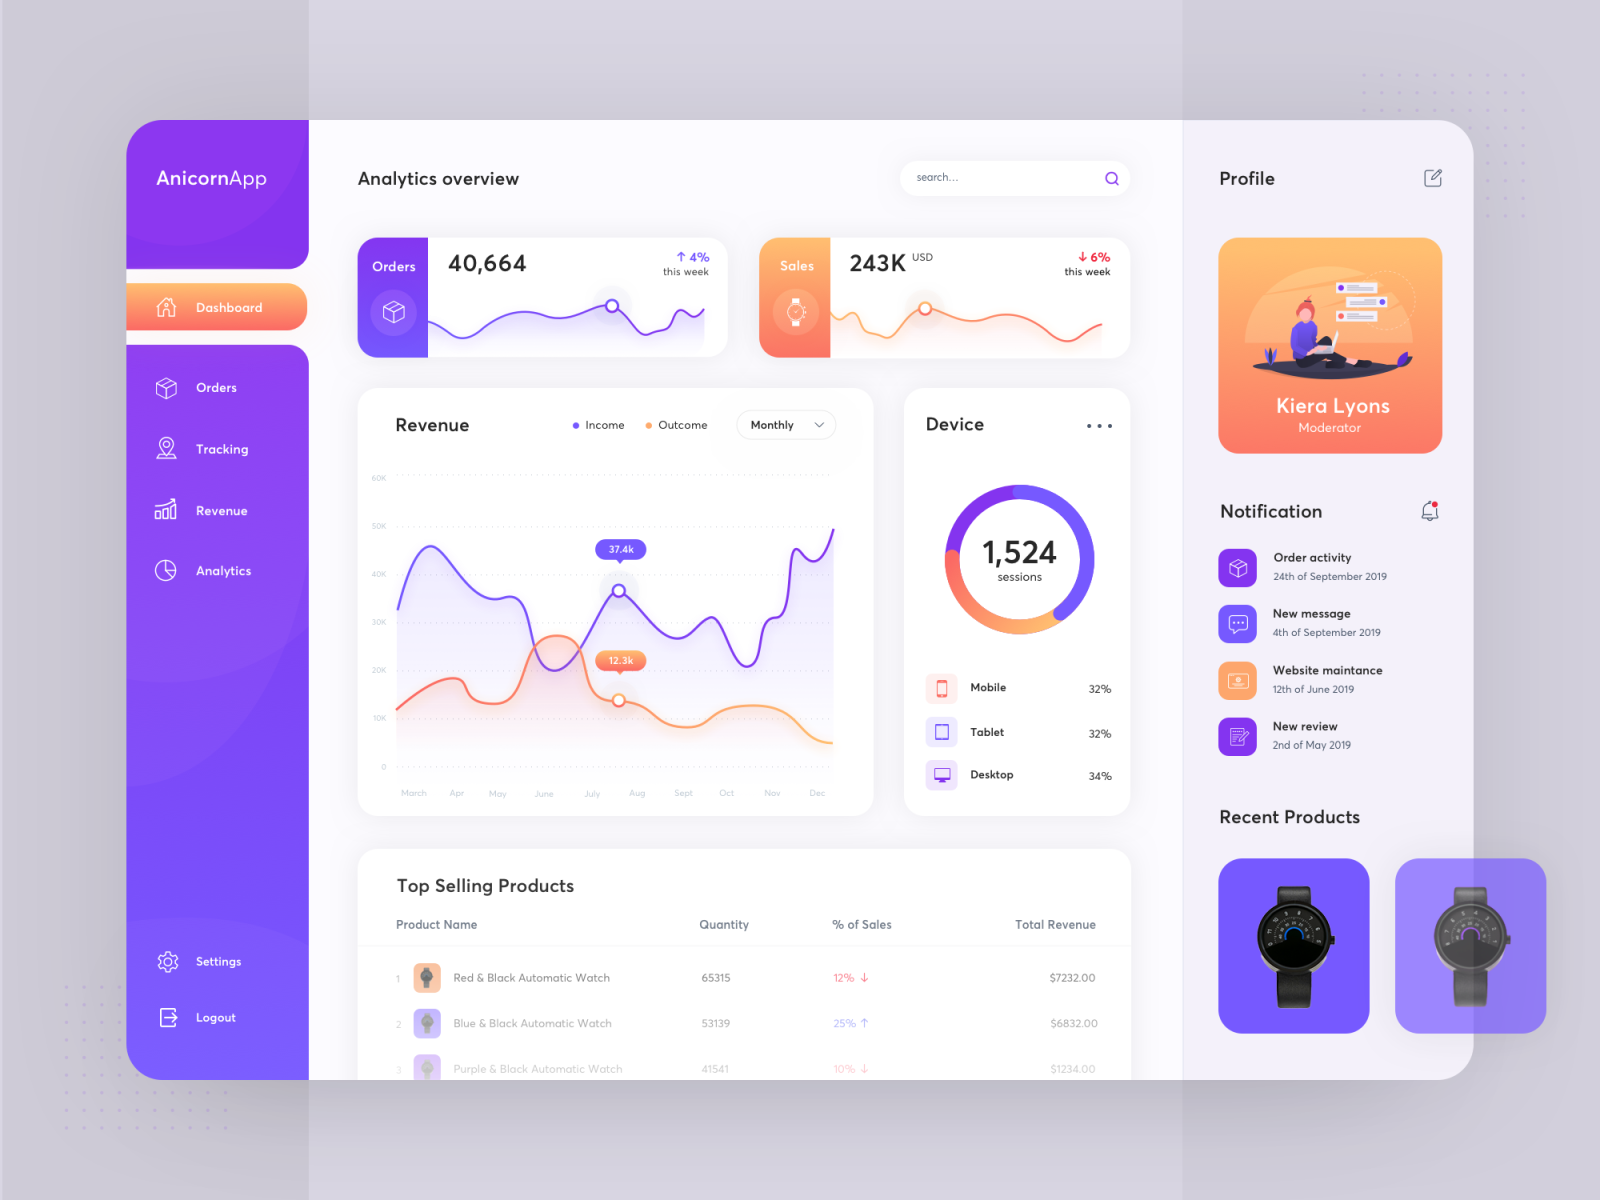 AnicornApp
Dashboard
Orders
Tracking
Revenue
Analytics
Settings
Logout
Analytics overview
search...
Orders
40,664
4%
this week
Sales
243K USD
6%
this week
Revenue
Income
Outcome
Monthly
60K
50K
40K
30K
20K
10K
0
37.4k
12.3k
March Apr May June July Aug Sept Oct Nov Dec
Device
1,524
sessions
Mobile 32%
Tablet 32%
Desktop 34%
Top Selling Products
Product Name Quantity % of Sales Total Revenue
1 Red & Black Automatic Watch 65315 12% $7232.00
2 Blue & Black Automatic Watch 53139 25% $6832.00
3 Purple & Black Automatic Watch 41541 10% $1234.00
Profile
Kiera Lyons
Moderator
Notification
Order activity
24th of September 2019
New message
4th of September 2019
Website maintance
12th of June 2019
New review
2nd of May 2019
Recent Products